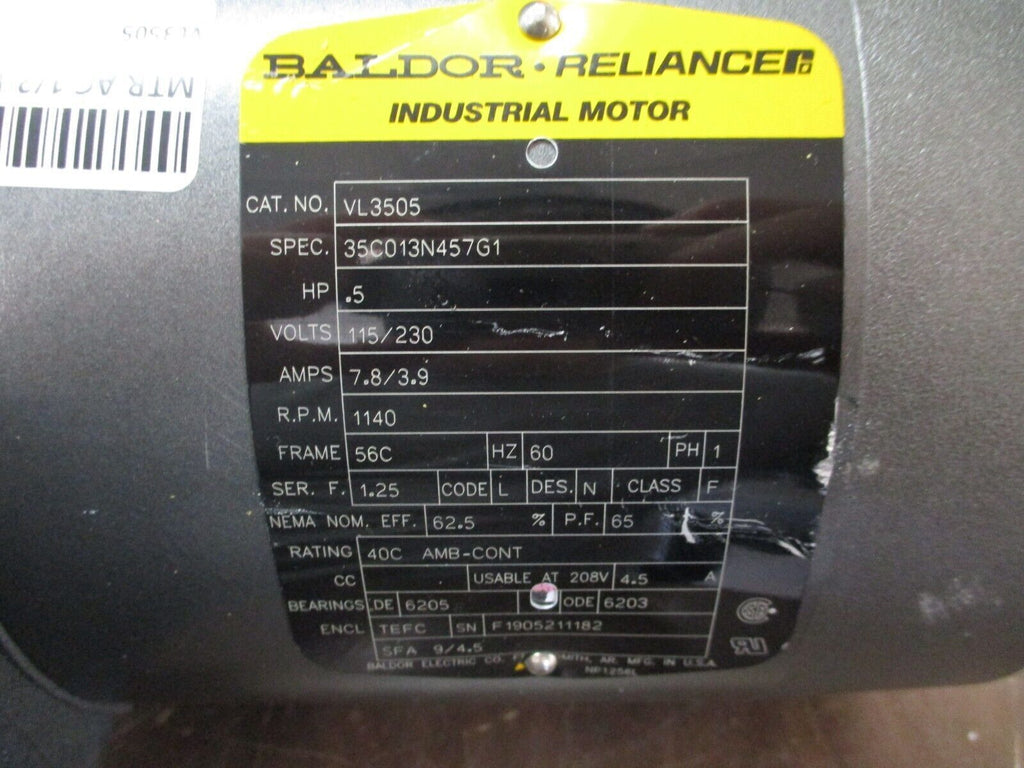 VL3505
MTR AC 1/2
BALDOR • RELIANCE
INDUSTRIAL MOTOR
CAT. NO. VL3505
SPEC. 35C013N457G1
HP .5
VOLTS 115/230
AMPS 7.8/3.9
R.P.M. 1140
FRAME 56C HZ 60 PH 1
SER. F. 1.25 CODE L DES. N CLASS F
NEMA NOM. EFF. 62.5 % P.F. 65 %
RATING 40C AMB-CONT
CC USABLE AT 208V 4.5 A
BEARINGS DE 6205 ODE 6203
ENCL TEFC SN F1905211182
SFA 9/4.5
BALDOR ELECTRIC CO. FT. SMITH, AR. MFG. IN U.S.A.